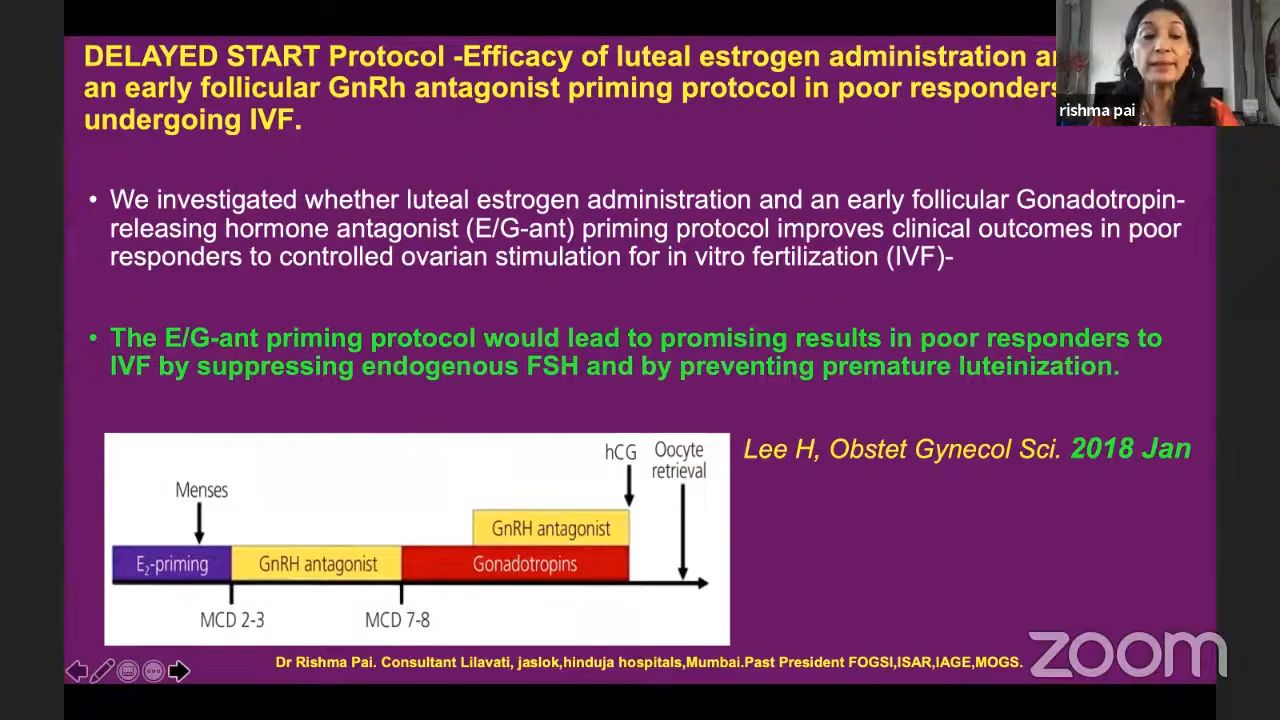 DELAYED START Protocol -Efficacy of luteal estrogen administration
an early follicular GnRh antagonist priming protocol in poor responders
undergoing IVF.
rishma pai
• We investigated whether luteal estrogen administration and an early follicular Gonadotropin-
releasing hormone antagonist (E/G-ant) priming protocol improves clinical outcomes in poor
responders to controlled ovarian stimulation for in vitro fertilization (IVF)-
• The E/G-ant priming protocol would lead to promising results in poor responders to
IVF by suppressing endogenous FSH and by preventing premature luteinization.
Lee H, Obstet Gynecol Sci. 2018 Jan
hCG
Oocyte
retrieval
Menses
GnRH antagonist
E₂-priming
GnRH antagonist
Gonadotropins
MCD 2-3
MCD 7-8
Dr Rishma Pai. Consultant Lilavati, jaslok,hinduja hospitals,Mumbai.Past President FOGSI,ISAR,IAGE,MOGS.
zoom